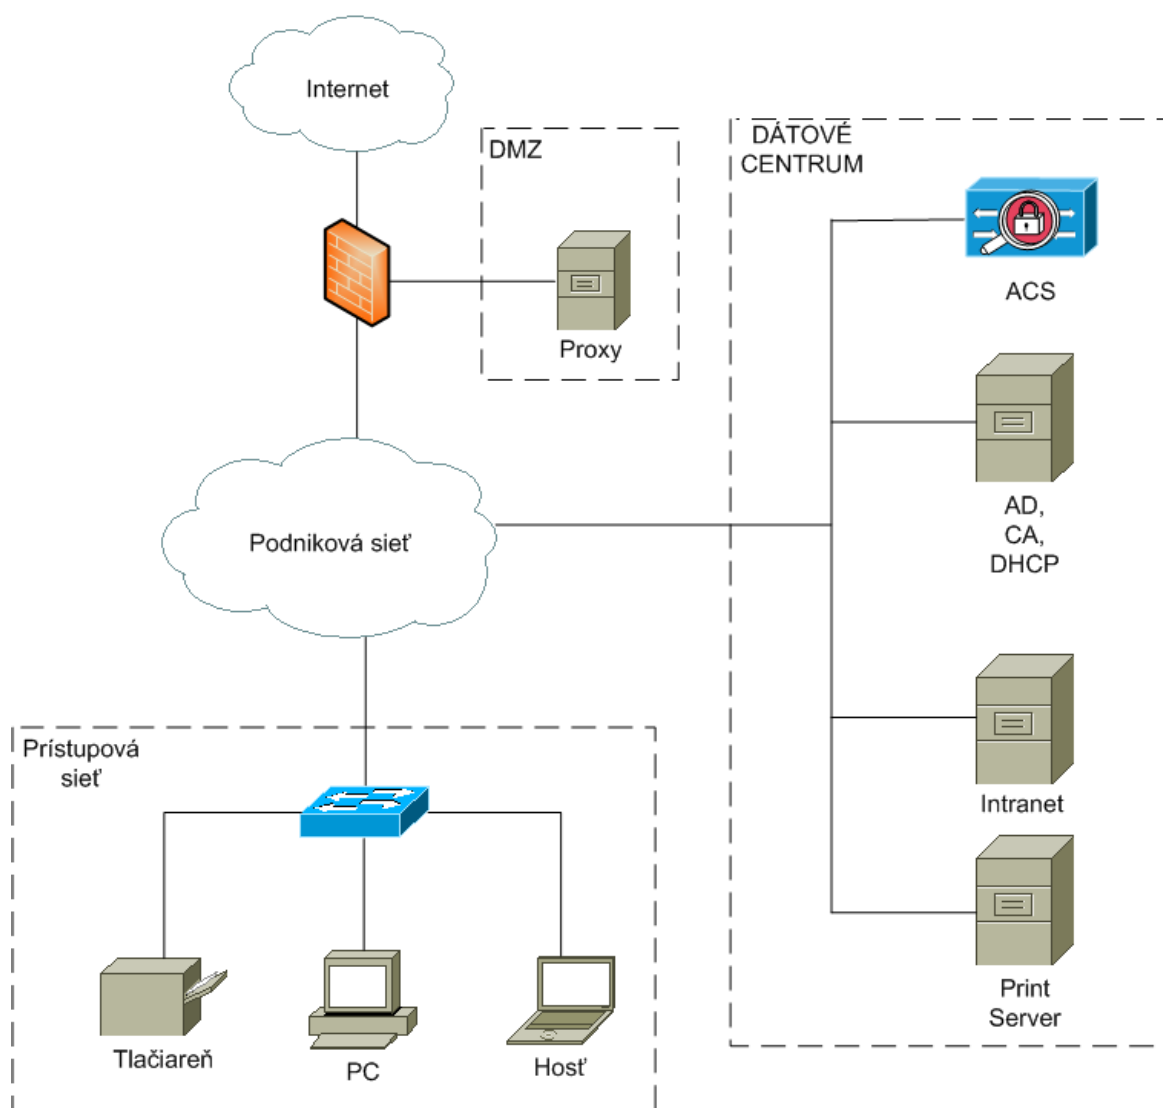 Internet
DMZ
Proxy
DÁTOVÉ
CENTRUM
ACS
AD,
CA,
DHCP
Podniková sieť
Intranet
Print
Server
Prístupová
sieť
Tlačiareň
PC
Hosť